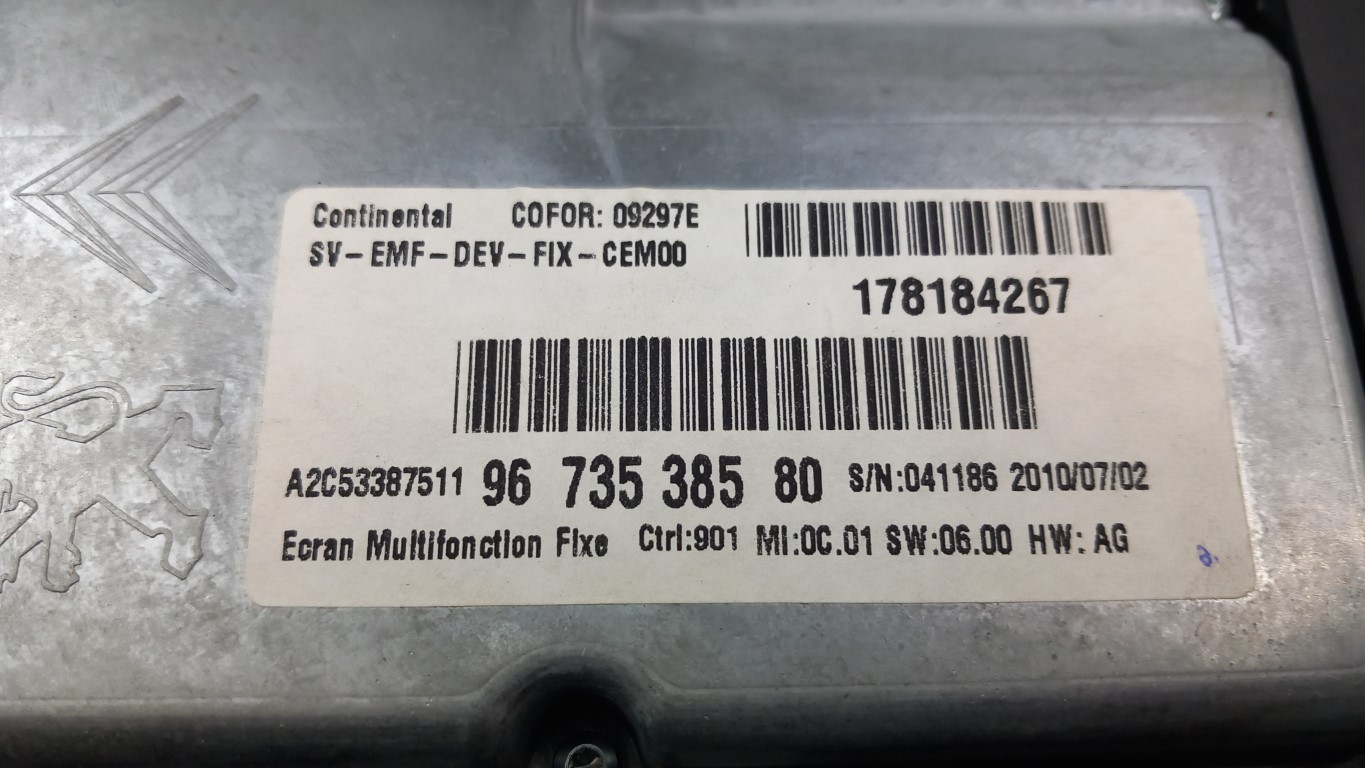 Continental COFOR: 09297E
SV-EMF-DEV-FIX-CEM00
178184267
A2C53387511 96 735 385 80 S/N:041186 2010/07/02
Ecran Multifonction Fixe Ctrl:901 MI:0C.01 SW:06.00 HW: AG